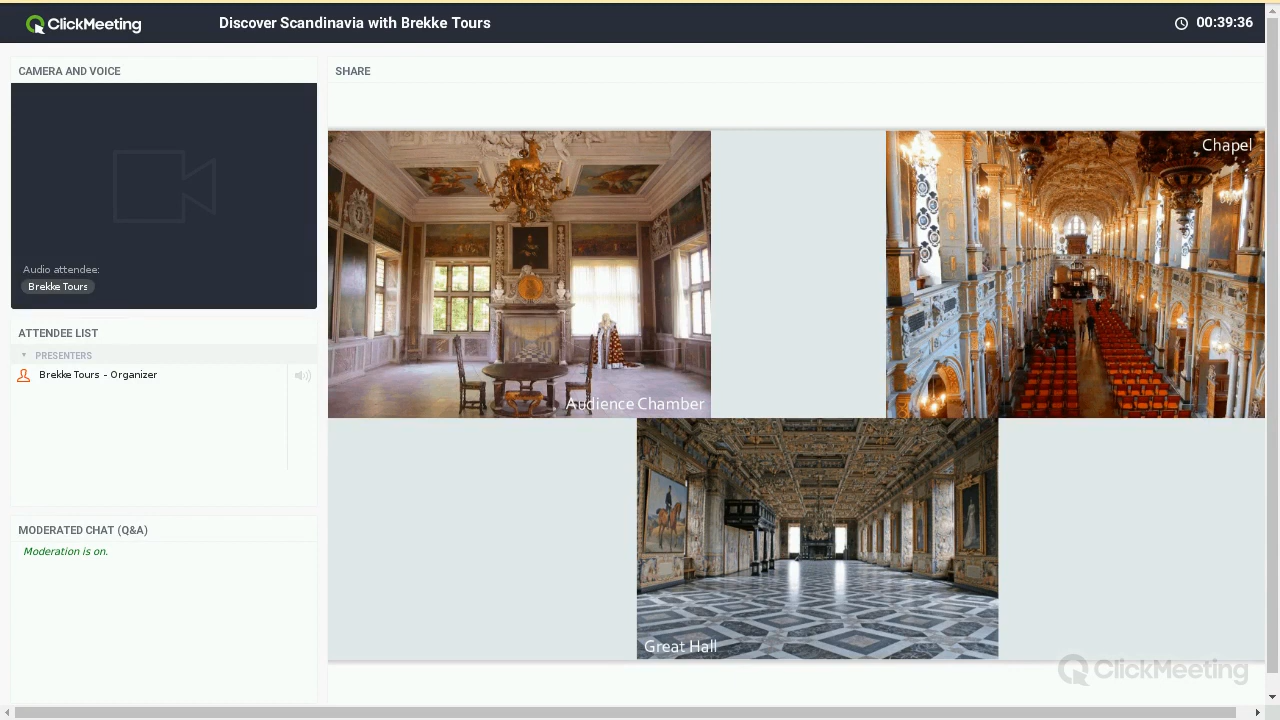 ClickMeeting
Discover Scandinavia with Brekke Tours
00:39:36
CAMERA AND VOICE
Audio attendee:
Brekke Tours
ATTENDEE LIST
PRESENTERS
Brekke Tours - Organizer
MODERATED CHAT (Q&A)
Moderation is on.
SHARE
Chapel
Audience Chamber
Great Hall
ClickMeeting